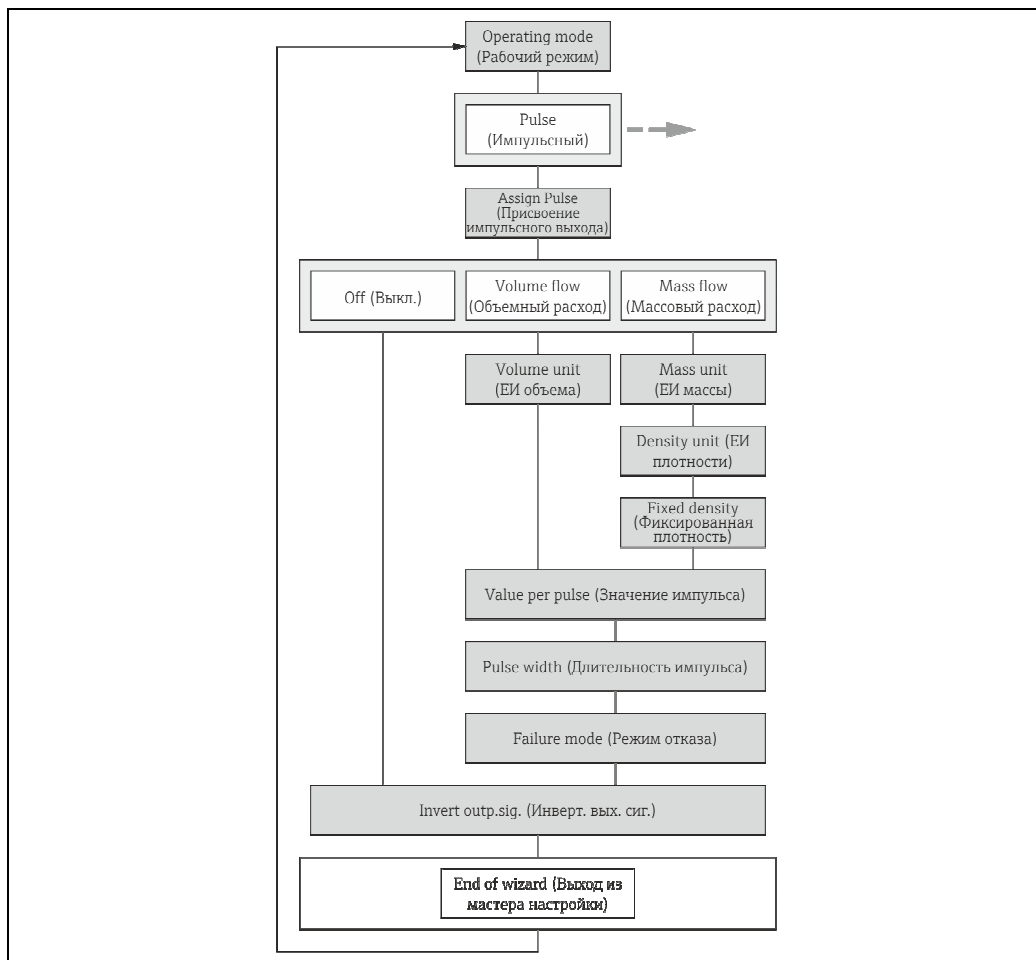 Operating mode
(Рабочий режим)
Pulse
(Импульсный)
Assign Pulse
(Присвоение
импульсного выхода)
Off (Выкл.)
Volume flow
(Объемный расход)
Mass flow
(Массовый расход)
Volume unit
(ЕИ объема)
Mass unit
(ЕИ массы)
Density unit (ЕИ
плотности)
Fixed density
(Фиксированная
плотность)
Value per pulse (Значение импульса)
Pulse width (Длительность импульса)
Failure mode (Режим отказа)
Invert outp.sig. (Инверт. вых. сиг.)
End of wizard (Выход из
мастера настройки)